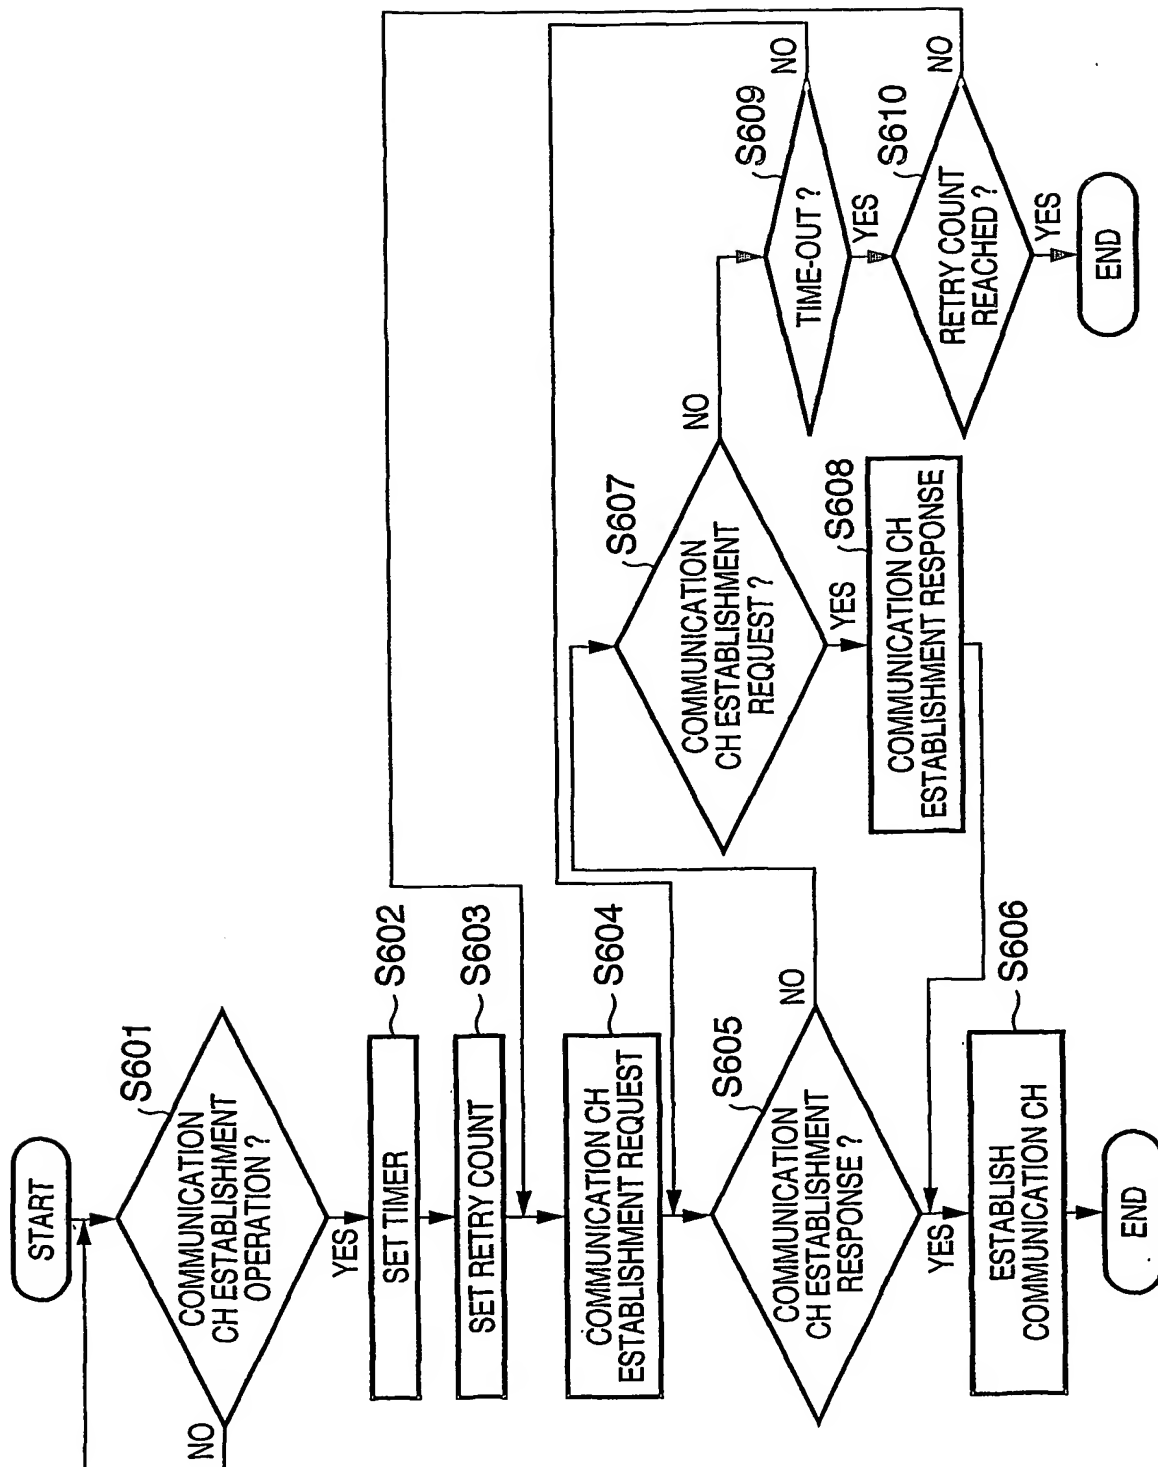 START
S601
COMMUNICATION
CH ESTABLISHMENT
OPERATION ?
NO
YES
S602
SET TIMER
S603
SET RETRY COUNT
S604
COMMUNICATION CH
ESTABLISHMENT REQUEST
S605
COMMUNICATION
CH ESTABLISHMENT
RESPONSE ?
NO
YES
S606
ESTABLISH
COMMUNICATION CH
END
S607
COMMUNICATION
CH ESTABLISHMENT
REQUEST ?
NO
YES
S608
COMMUNICATION CH
ESTABLISHMENT RESPONSE
S609
TIME-OUT ?
NO
YES
S610
RETRY COUNT
REACHED ?
NO
YES
END